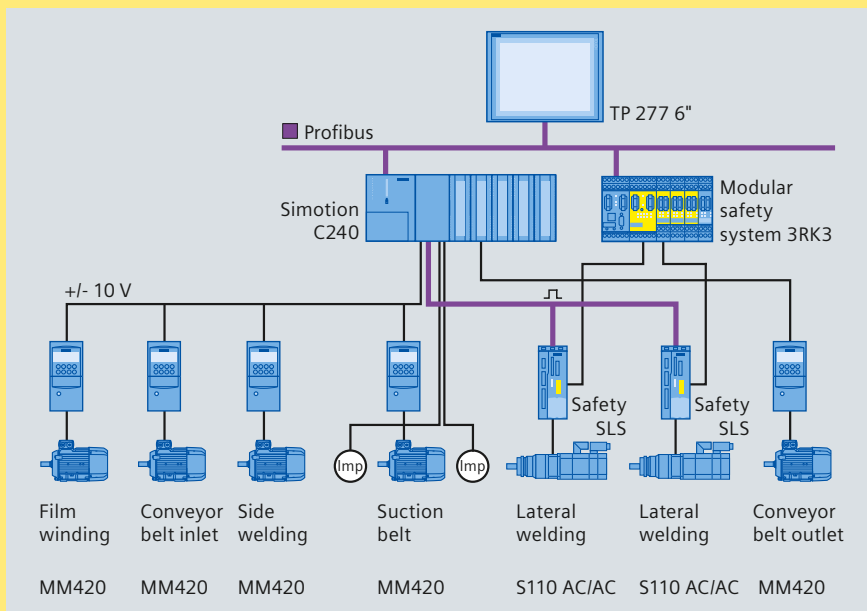 TP 277 6"
Profibus
Simotion
C240
Modular
safety
system 3RK3
+/- 10 V
Safety
SLS
Safety
SLS
Imp
Imp
Film
winding
Conveyor
belt inlet
Side
welding
Suction
belt
Lateral
welding
Lateral
welding
Conveyor
belt outlet
MM420
MM420
MM420
MM420
S110 AC/AC
S110 AC/AC
MM420